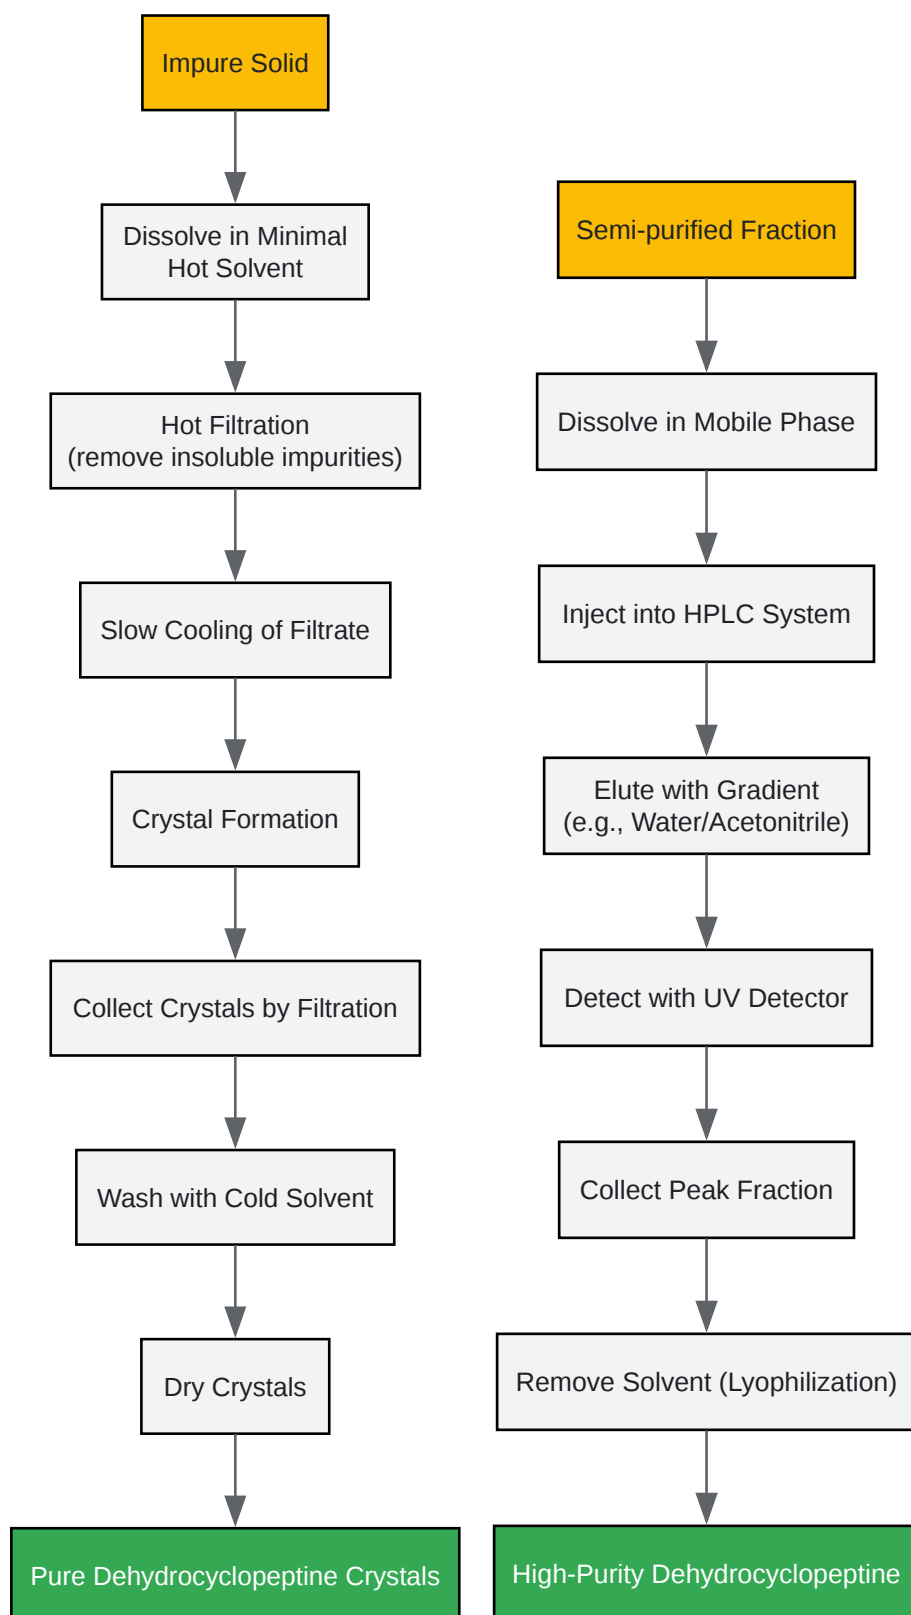 Impure Solid
Dissolve in Minimal
Hot Solvent
Hot Filtration
(remove insoluble impurities)
Slow Cooling of Filtrate
Crystal Formation
Collect Crystals by Filtration
Wash with Cold Solvent
Dry Crystals
Pure Dehydrocyclopeptine Crystals
Semi-purified Fraction
Dissolve in Mobile Phase
Inject into HPLC System
Elute with Gradient
(e.g., Water/Acetonitrile)
Detect with UV Detector
Collect Peak Fraction
Remove Solvent (Lyophilization)
High-Purity Dehydrocyclopeptine